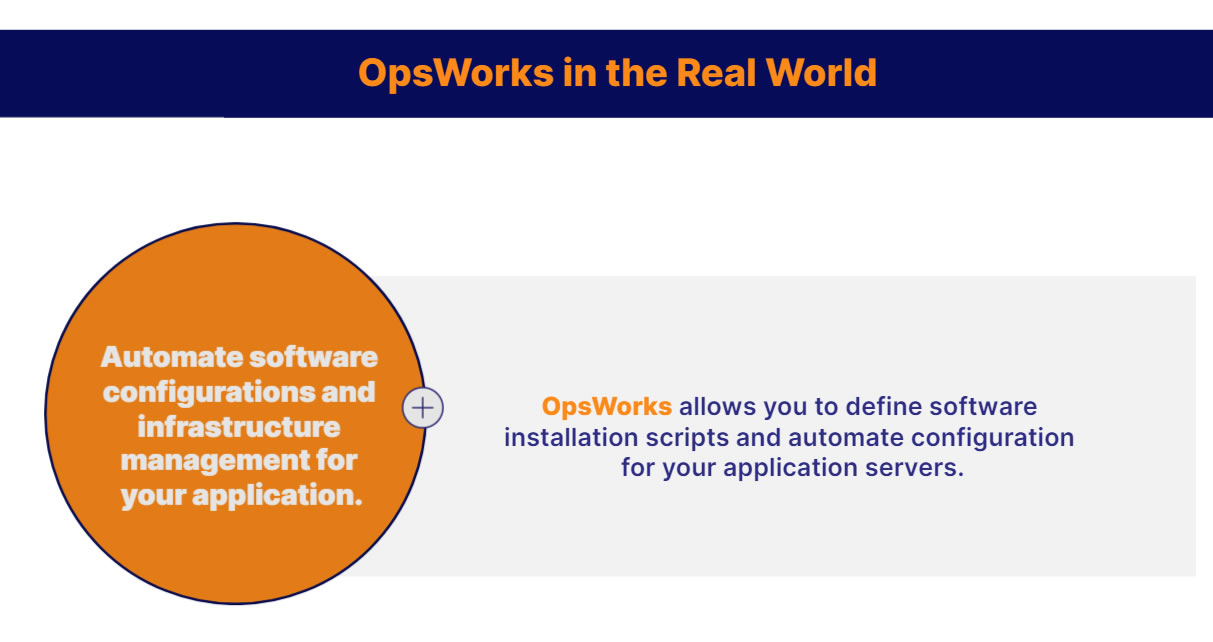 OpsWorks in the Real World
Automate software
configurations and
infrastructure
management for
your application.
OpsWorks allows you to define software
installation scripts and automate configuration
for your application servers.